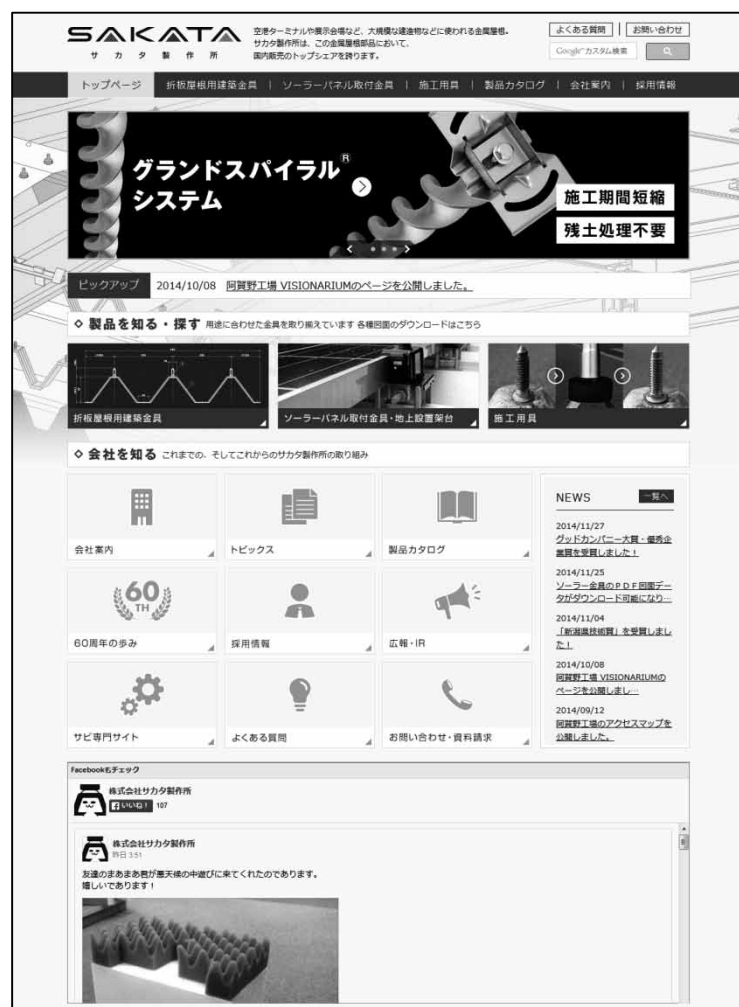 SAKATA
サカタ製作所
空港ターミナルや展示会場など、大規模な建造物などに使われる金属屋根。
サカタ製作所は、この金属屋根部品において、
国内販売のトップシェアを誇ります。
よくある質問
お問い合わせ
Google カスタム検索
トップページ
折板屋根用建築金具 | ソーラーパネル取付金具 | 施工用具 | 製品カタログ | 会社案内 | 採用情報
グランドスパイラル®
システム
施工期間短縮
残土処理不要
ピックアップ 2014/10/08 阿賀野工場 VISIONARIUMのページを公開しました。
製品を知る・探す 用途に合わせた金具を取り揃えています 各種図面のダウンロードはこちら
折板屋根用建築金具
ソーラーパネル取付金具・地上設置架台
施工用具
会社を知る これまでの、そしてこれからのサカタ製作所の取り組み
会社案内
トピックス
製品カタログ
60TH
60周年の歩み
採用情報
広報・IR
サビ専門サイト
よくある質問
お問い合わせ・資料請求
NEWS 一覧へ
2014/11/27
グッドカンパニー大賞・優秀企
業賞を受賞しました!
2014/11/25
ソーラー金具のPDF図面デー
タがダウンロード可能になり…
2014/11/04
「新潟県技術賞」を受賞しまし
た!
2014/10/08
阿賀野工場 VISIONARIUMの
ページを公開しまし…
2014/09/12
阿賀野工場のアクセスマップを
公開しました。
Facebookもチェック
株式会社サカタ製作所
いいね! 107
株式会社サカタ製作所
昨日 3:51
友達のまあまあ君が悪天候の中遊びに来てくれたのであります。
嬉しいであります!